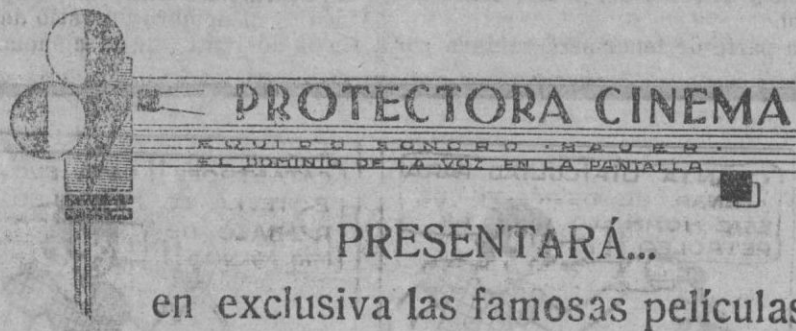 PROTECTORA CINEMA
EQUIPO SONORO "BAUER"
EL DOMINIO DE LA VOZ EN LA PANTALLA
PRESENTARÁ...
en exclusiva las famosas películas